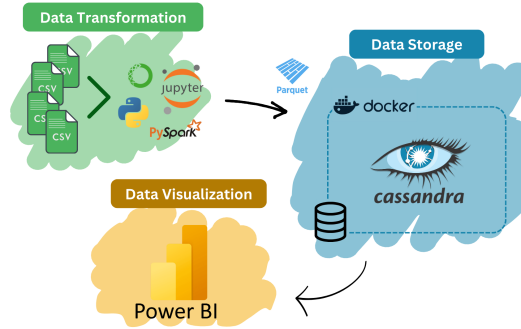 Data Transformation
CSV
CSV
CSV
CSV
jupyter
PySpark
Parquet
Data Storage
docker
cassandra
Data Visualization
Power BI